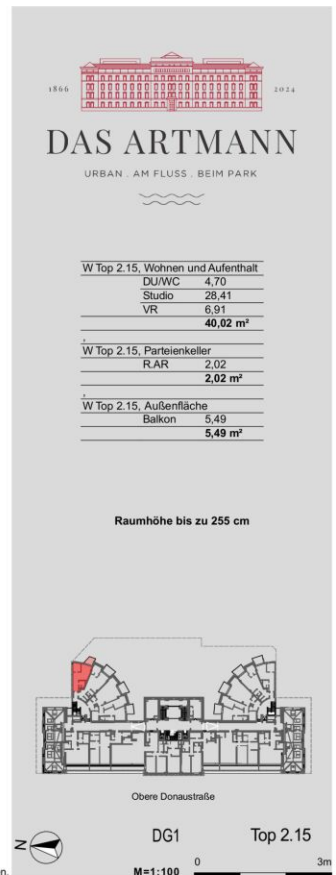 1866 2024
DAS ARTMANN
URBAN . AM FLUSS . BEIM PARK
W Top 2.15, Wohnen und Aufenthalt
DU/WC 4,70
Studio 28,41
VR 6,91
40,02 m²
,
W Top 2.15, Parteienkeller
R.AR 2,02
2,02 m²
,
W Top 2.15, Außenfläche
Balkon 5,49
5,49 m²
Raumhöhe bis zu 255 cm
Obere Donaustraße
N
DG1 Top 2.15
en.
M=1:100 0 3m